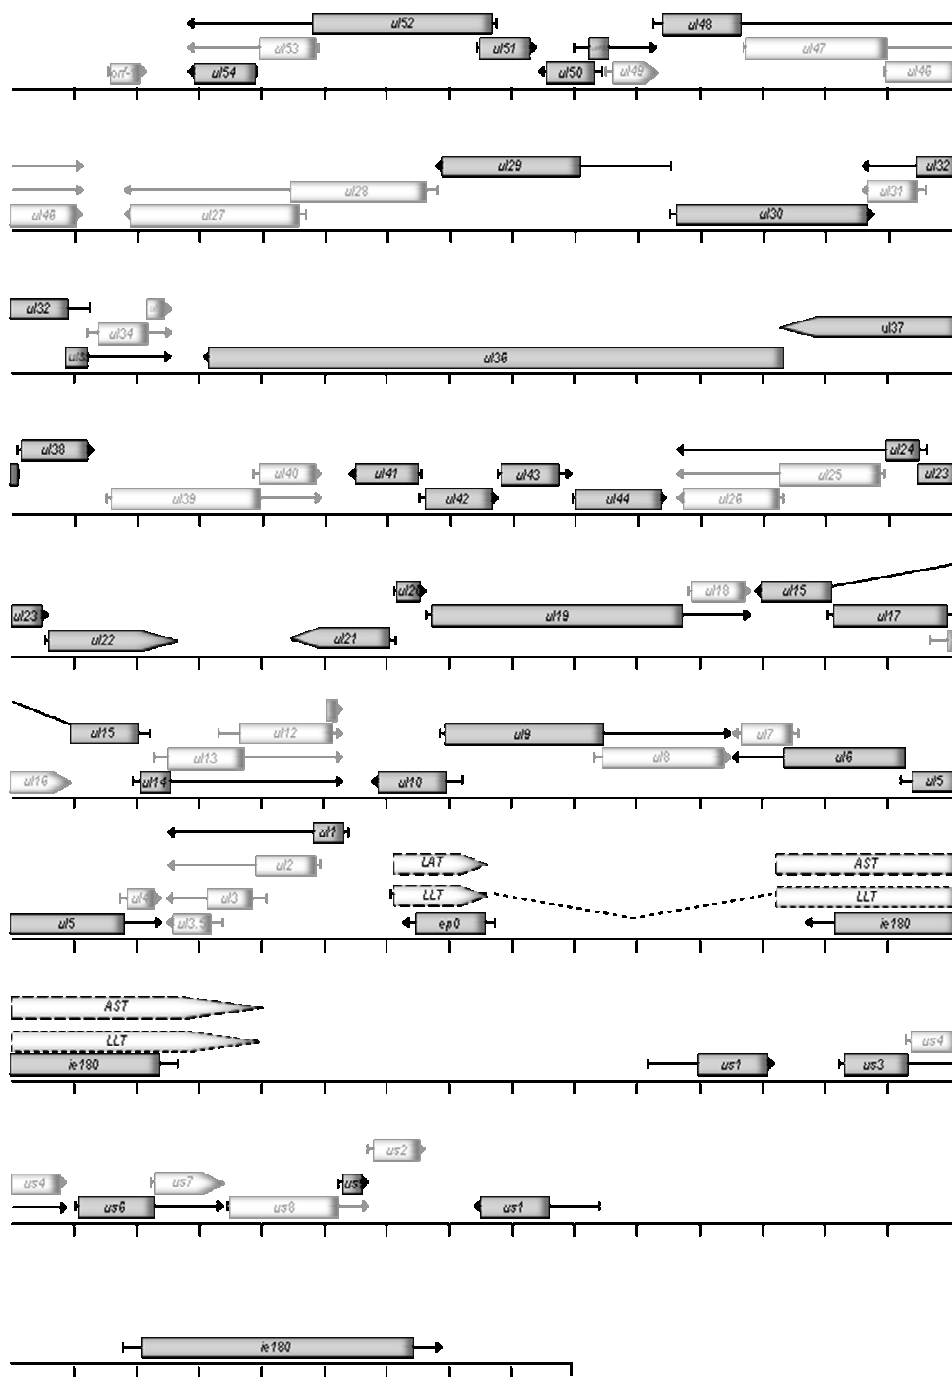 ul52 ul48
ul53 ul51 ul47
orf-1 ul54 ul50 ul49 ul46
ul29 ul32
ul28 ul31
ul46 ul27 ul30
ul32
ul34 ul37
ul36
ul38 ul24
ul40 ul41 ul43 ul25 ul23
ul39 ul42 ul44 ul26
ul20 ul18 ul15
ul23 ul19 ul17
ul22 ul21
ul15 ul12 ul9 ul7
ul13 ul8 ul6
ul16 ul14 ul10 ul5
ul1
ul2 LAT AST
ul4 ul3 LLT LLT
ul5 ul3.5 ep0 ie180
AST
LLT us4
ie180 us1 us3
us2
us4 us7
us6 us8 us1
ie180